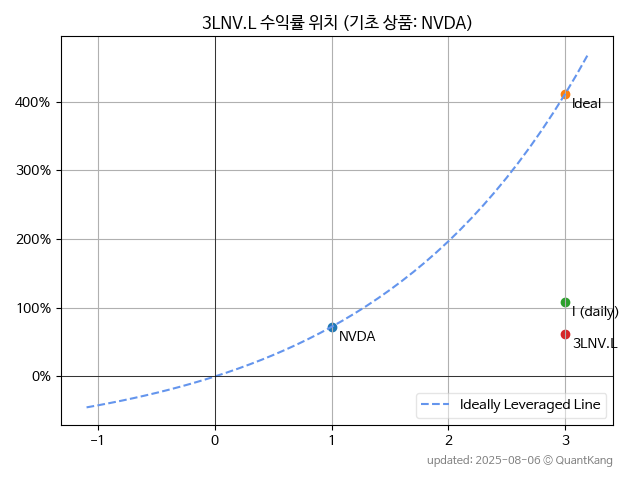 3LNV.L 수익률 위치 (기초 상품: NVDA)
400%
300%
200%
100%
0%
Ideal
I (daily)
3LNV.L
NVDA
Ideally Leveraged Line
-1
0
1
2
3
updated: 2025-08-06 © QuantKang